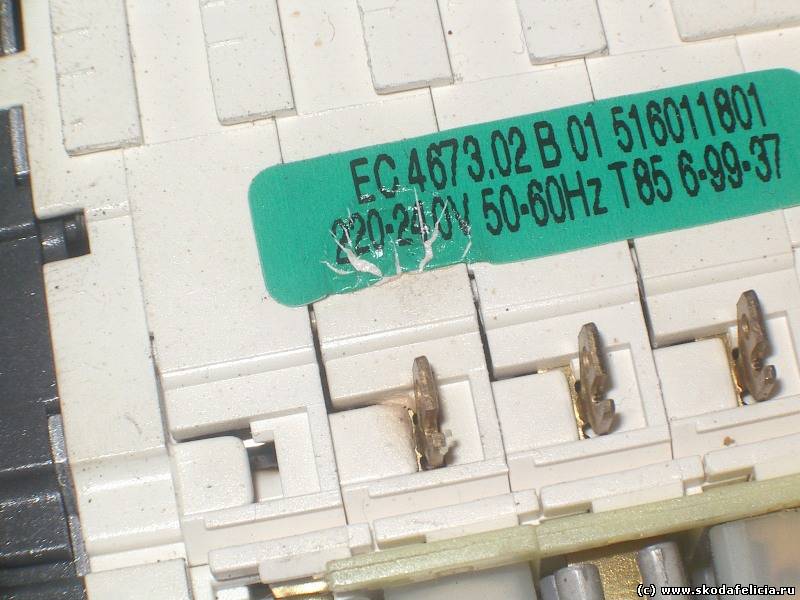 EC 4673.02 B 01 516011801
220-240V 50-60Hz T85 6-99-37
(c) www.skodafelicia.ru